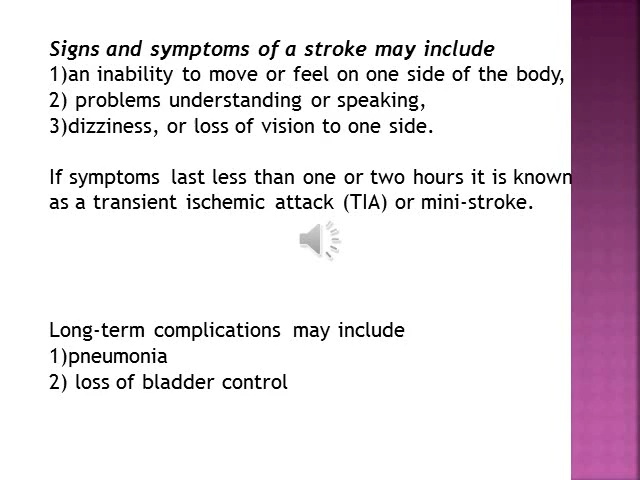 Signs and symptoms of a stroke may include
1)an inability to move or feel on one side of the body,
2) problems understanding or speaking,
3)dizziness, or loss of vision to one side.
If symptoms last less than one or two hours it is known
as a transient ischemic attack (TIA) or mini-stroke.
Long-term complications may include
1)pneumonia
2) loss of bladder control